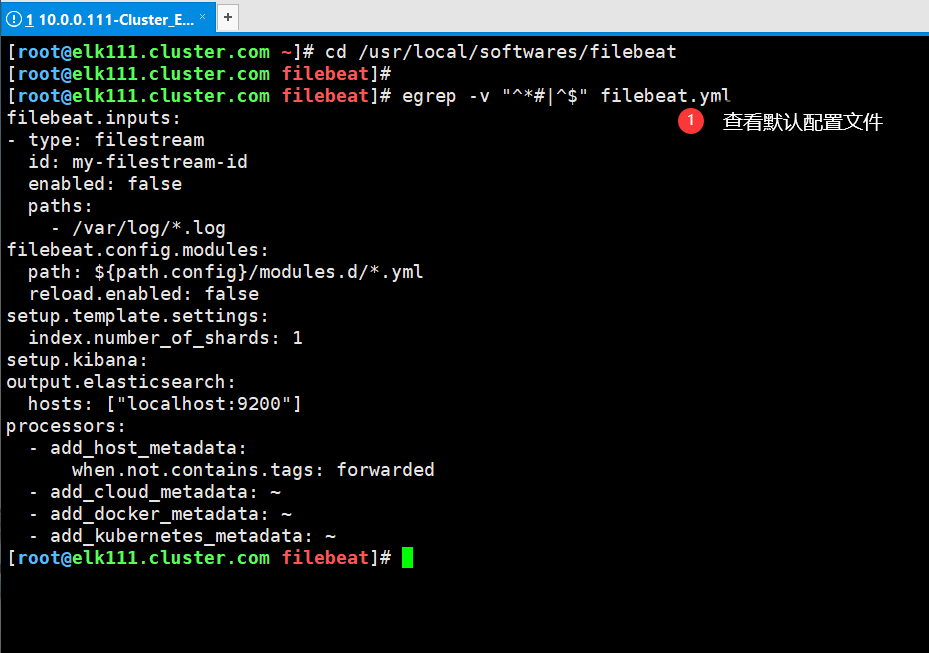 1 10.0.0.111-Cluster_E... × +
[root@elk111.cluster.com ~]# cd /usr/local/softwares/filebeat
[root@elk111.cluster.com filebeat]#
[root@elk111.cluster.com filebeat]# egrep -v "^*#|^$" filebeat.yml
filebeat.inputs:
1 查看默认配置文件
- type: filestream
  id: my-filestream-id
  enabled: false
  paths:
    - /var/log/*.log
filebeat.config.modules:
  path: ${path.config}/modules.d/*.yml
  reload.enabled: false
setup.template.settings:
  index.number_of_shards: 1
setup.kibana:
output.elasticsearch:
  hosts: ["localhost:9200"]
processors:
  - add_host_metadata:
      when.not.contains.tags: forwarded
  - add_cloud_metadata: ~
  - add_docker_metadata: ~
  - add_kubernetes_metadata: ~
[root@elk111.cluster.com filebeat]#